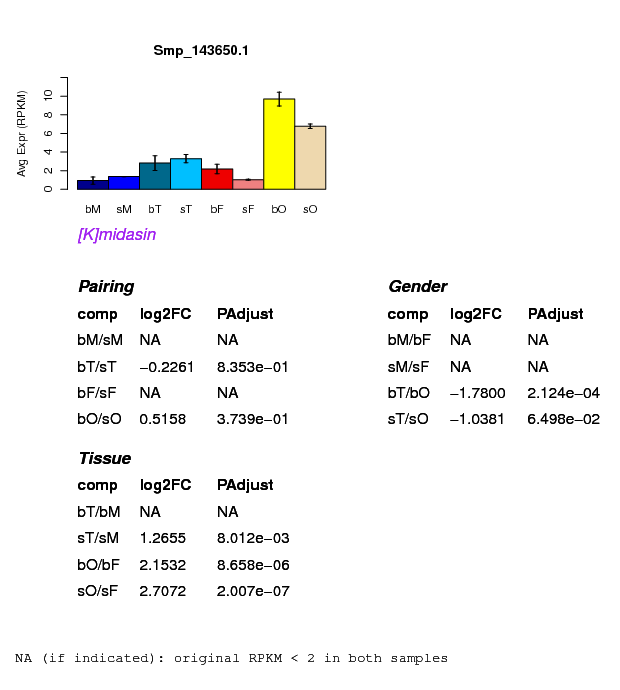 Smp_143650.1
Avg Expr (RPKM)
0 2 4 6 8 10
bM sM bT sT bF sF bO sO
[K]midasin
Pairing
comp log2FC PAdjust
bM/sM NA NA
bT/sT −0.2261 8.353e−01
bF/sF NA NA
bO/sO 0.5158 3.739e−01
Gender
comp log2FC PAdjust
bM/bF NA NA
sM/sF NA NA
bT/bO −1.7800 2.124e−04
sT/sO −1.0381 6.498e−02
Tissue
comp log2FC PAdjust
bT/bM NA NA
sT/sM 1.2655 8.012e−03
bO/bF 2.1532 8.658e−06
sO/sF 2.7072 2.007e−07
NA (if indicated): original RPKM < 2 in both samples